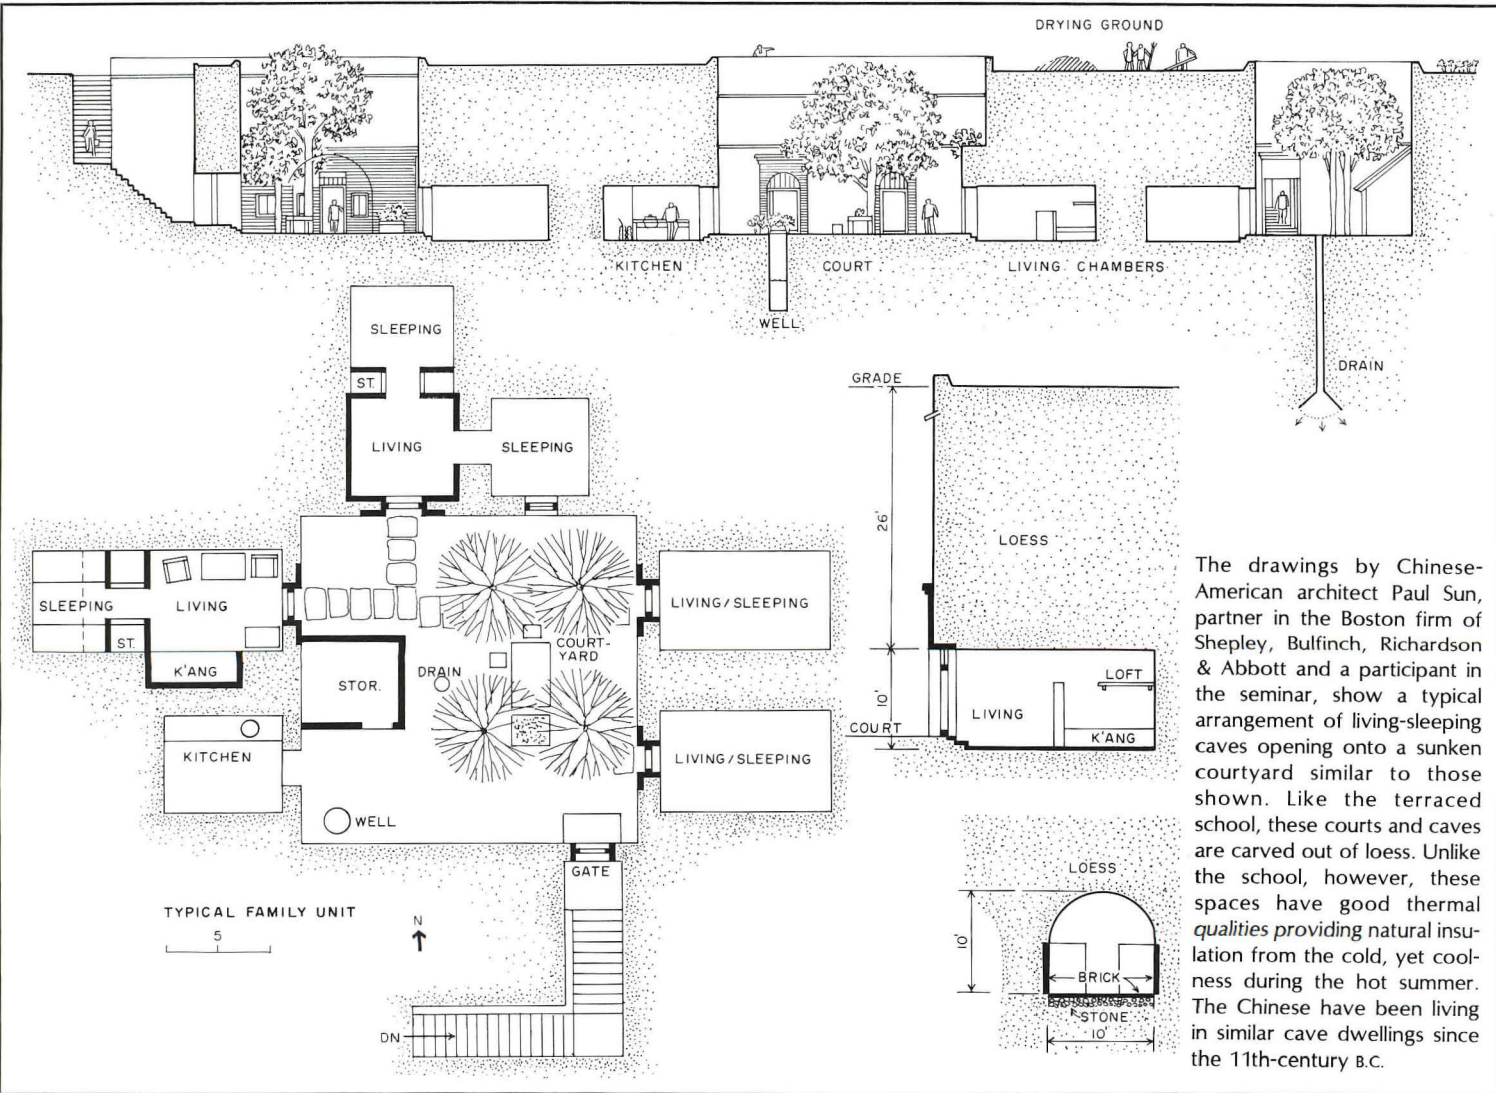 DRYING GROUND
KITCHEN
COURT
LIVING CHAMBERS
WELL
DRAIN
SLEEPING
ST.
LIVING
SLEEPING
SLEEPING
LIVING
ST.
K'ANG
STOR.
DRAIN
COURT-
YARD
LIVING/SLEEPING
KITCHEN
LIVING/SLEEPING
WELL
GATE
TYPICAL FAMILY UNIT
5
N
DN
GRADE
26'
LOESS
10'
LOFT
LIVING
COURT
K'ANG
LOESS
10'
BRICK
STONE
10'
The drawings by Chinese-
American architect Paul Sun,
partner in the Boston firm of
Shepley, Bulfinch, Richardson
& Abbott and a participant in
the seminar, show a typical
arrangement of living-sleeping
caves opening onto a sunken
courtyard similar to those
shown. Like the terraced
school, these courts and caves
are carved out of loess. Unlike
the school, however, these
spaces have good thermal
qualities providing natural insu-
lation from the cold, yet cool-
ness during the hot summer.
The Chinese have been living
in similar cave dwellings since
the 11th-century B.C.